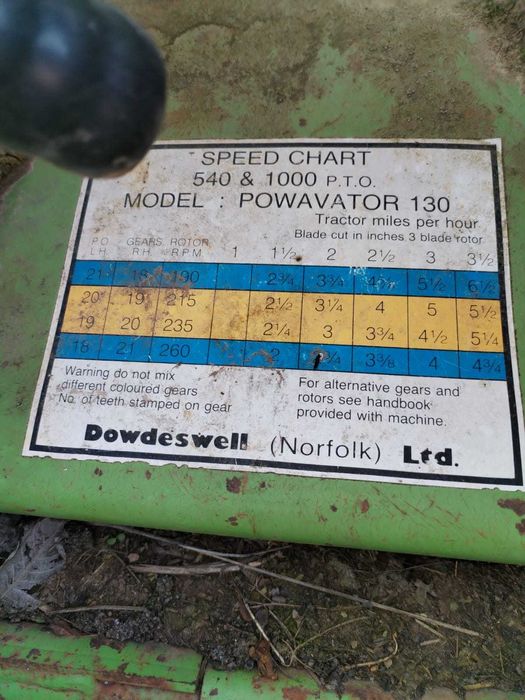 SPEED CHART
540 & 1000 P.T.O.
MODEL : POWAVATOR 130
Tractor miles per hour
Blade cut in inches 3 blade rotor
GEARS ROTOR 1 1½ 2 2½ 3 3½
L.H R.H R.P.M.
21 18 190 2¾ 3¾ 5½ 6½
20 19 215 2½ 3¼ 4 5 5½
19 20 235 2¼ 3 3¾ 4½ 5¼
18 21 260 2 3⅜ 4 4¾
Warning do not mix
different coloured gears
No. of teeth stamped on gear
For alternative gears and
rotors see handbook
provided with machine.
Dowdeswell (Norfolk) Ltd.